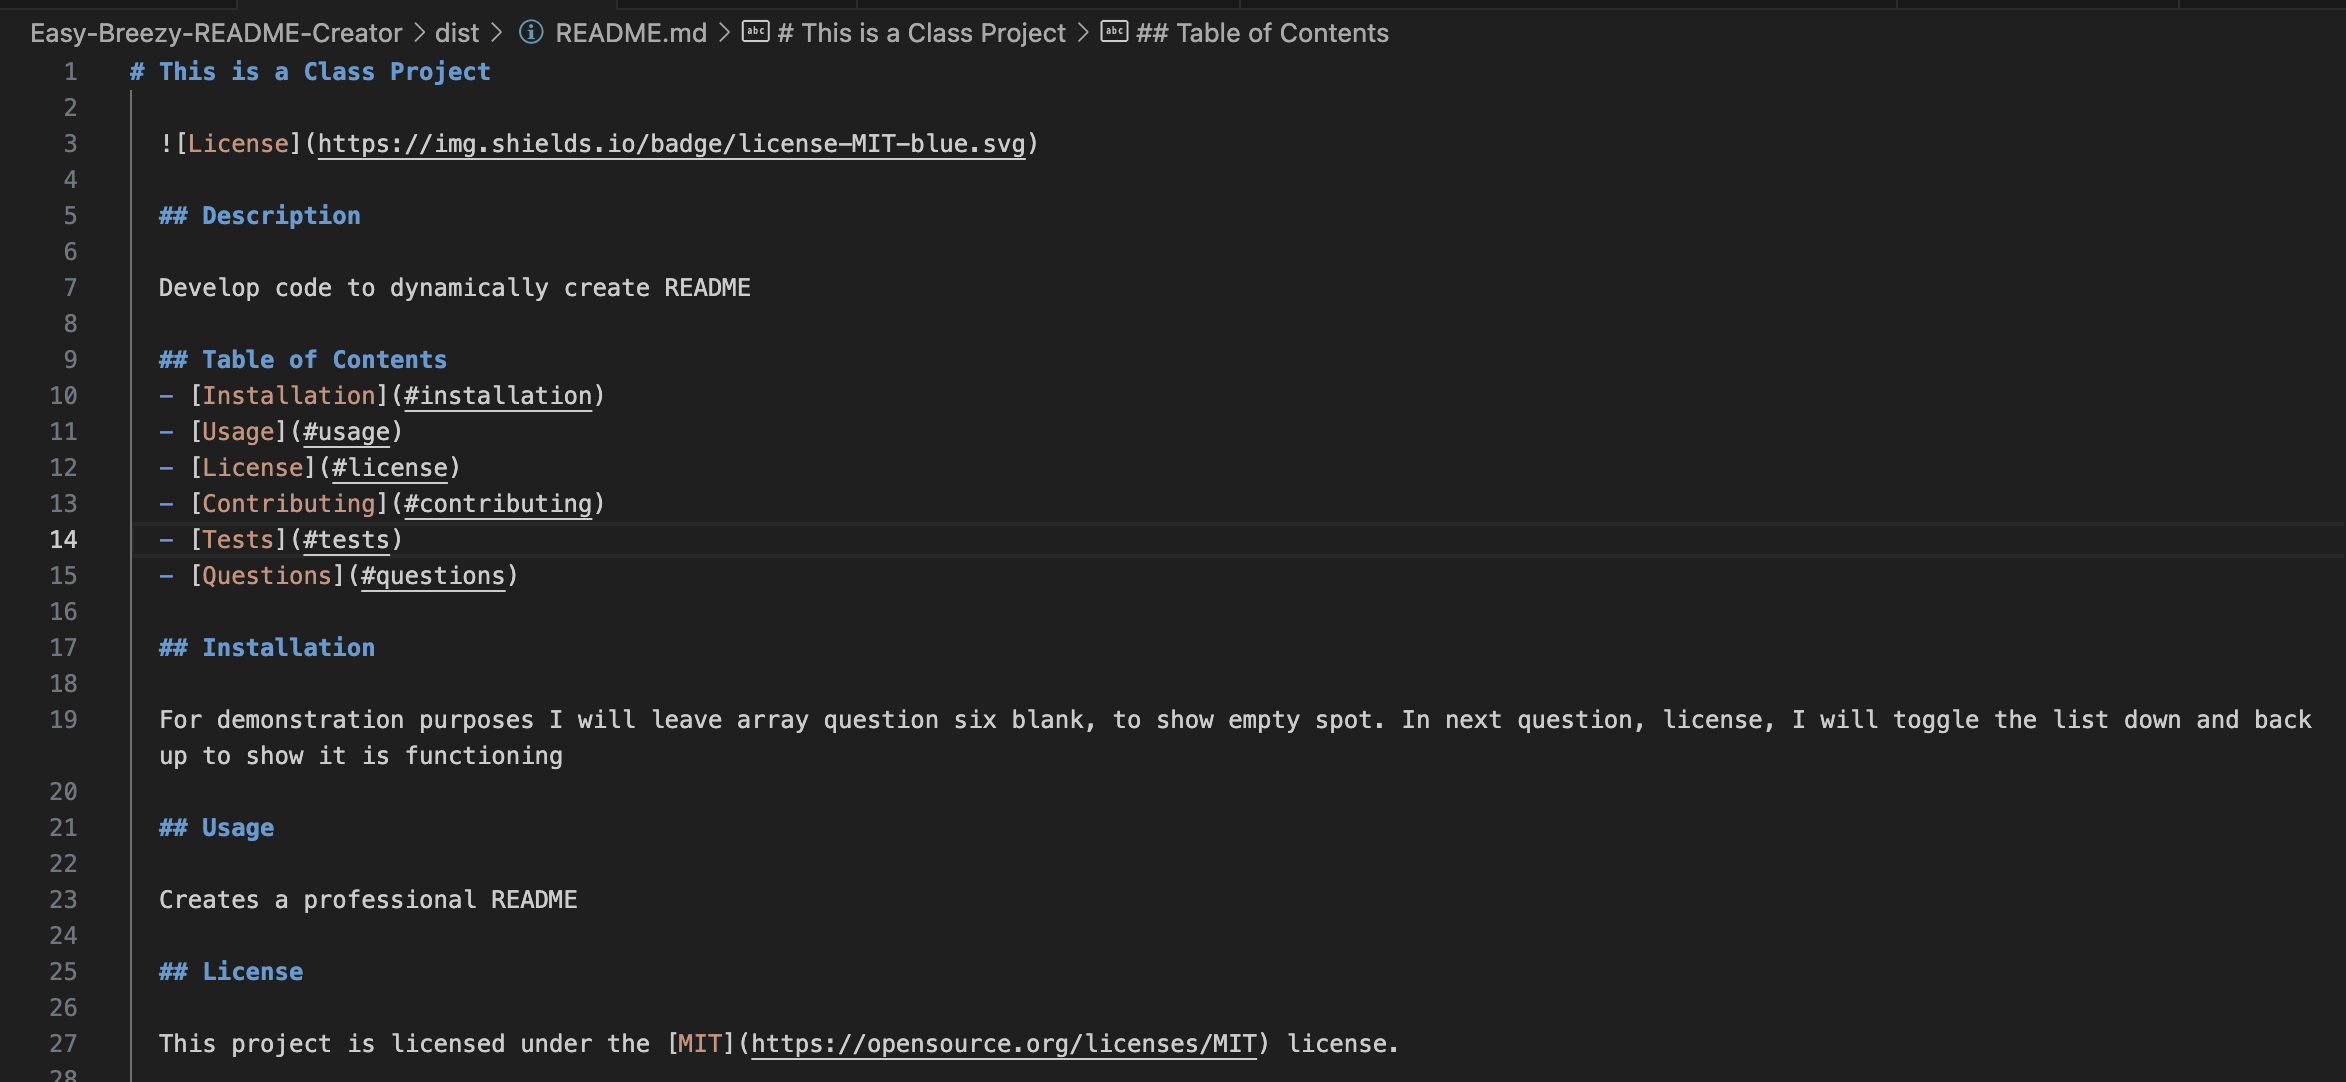 Easy-Breezy-README-Creator > dist > README.md > # This is a Class Project > ## Table of Contents
1 # This is a Class Project
2
3 ![License](https://img.shields.io/badge/license-MIT-blue.svg)
4
5 ## Description
6
7 Develop code to dynamically create README
8
9 ## Table of Contents
10 - [Installation](#installation)
11 - [Usage](#usage)
12 - [License](#license)
13 - [Contributing](#contributing)
14 - [Tests](#tests)
15 - [Questions](#questions)
16
17 ## Installation
18
19 For demonstration purposes I will leave array question six blank, to show empty spot. In next question, license, I will toggle the list down and back
up to show it is functioning
20
21 ## Usage
22
23 Creates a professional README
24
25 ## License
26
27 This project is licensed under the [MIT](https://opensource.org/licenses/MIT) license.
28